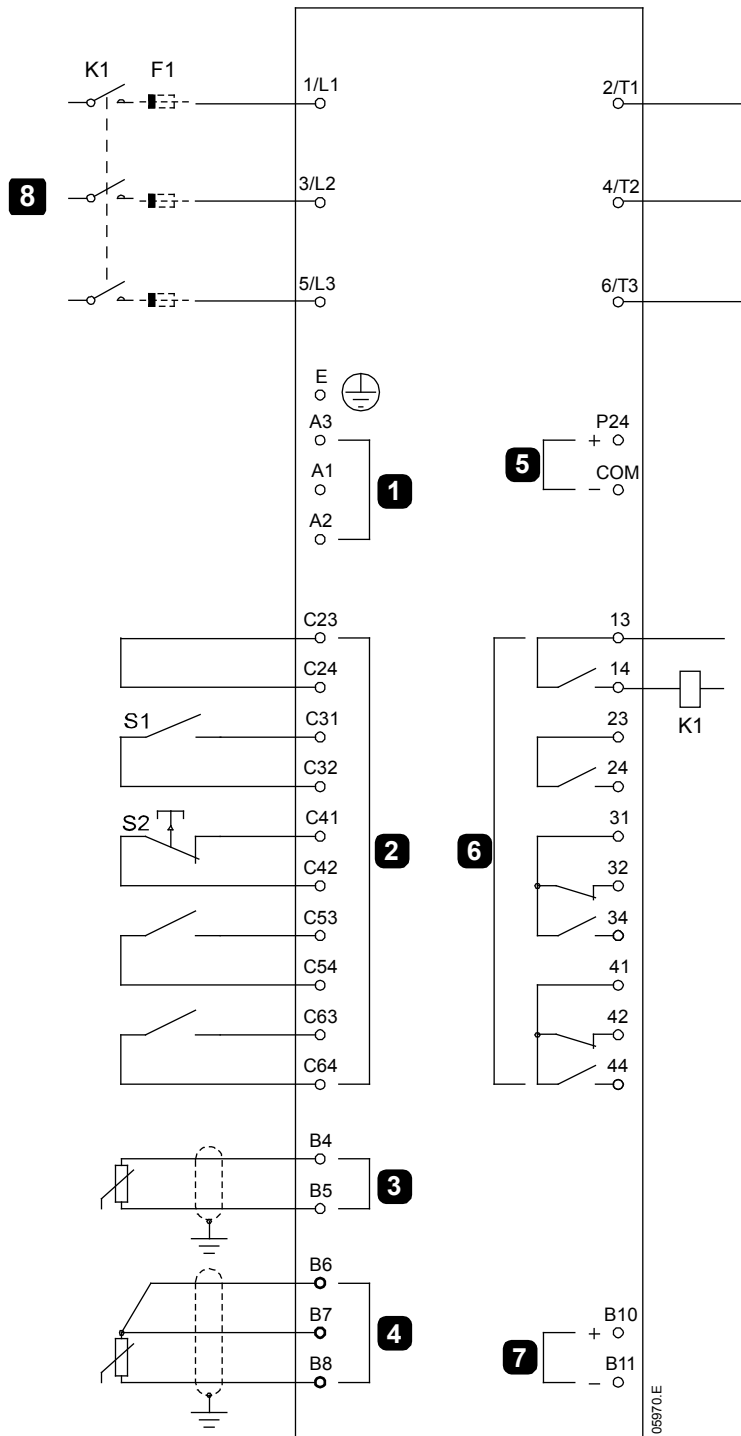 K1 F1
1/L1 2/T1
8
3/L2 4/T2
5/L3 6/T3
E
A3 P24
+
1 5
A1 COM
−
A2
C23 13
C24 14
K1
S1 C31 23
C32 24
S2 C41 31
2 6
C42 32
C53 34
C54 41
C63 42
C64 44
B4
3
B5
B6
B7 B10
+
4 7
B8 B11
−
05970.E